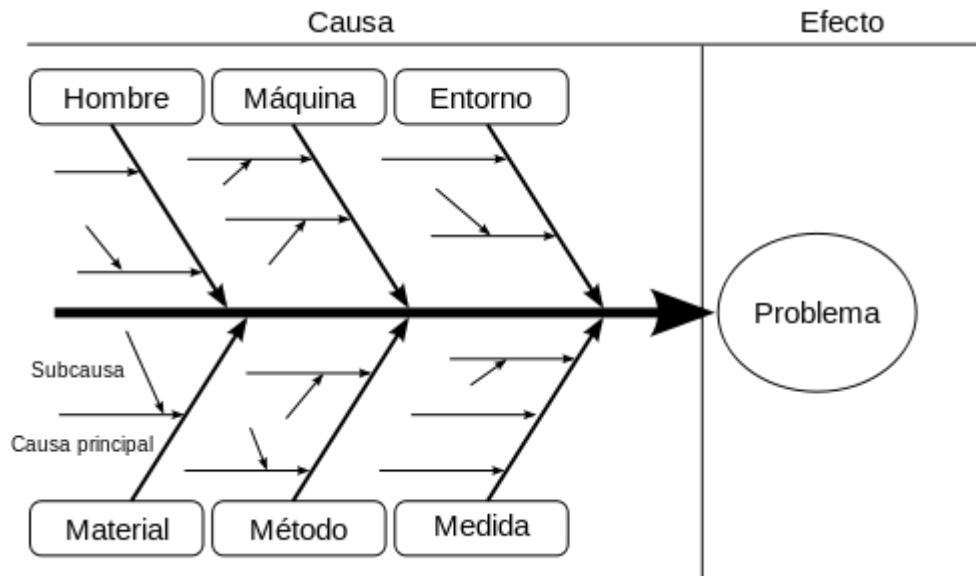 Causa
Efecto
Hombre
Máquina
Entorno
Problema
Subcausa
Causa principal
Material
Método
Medida